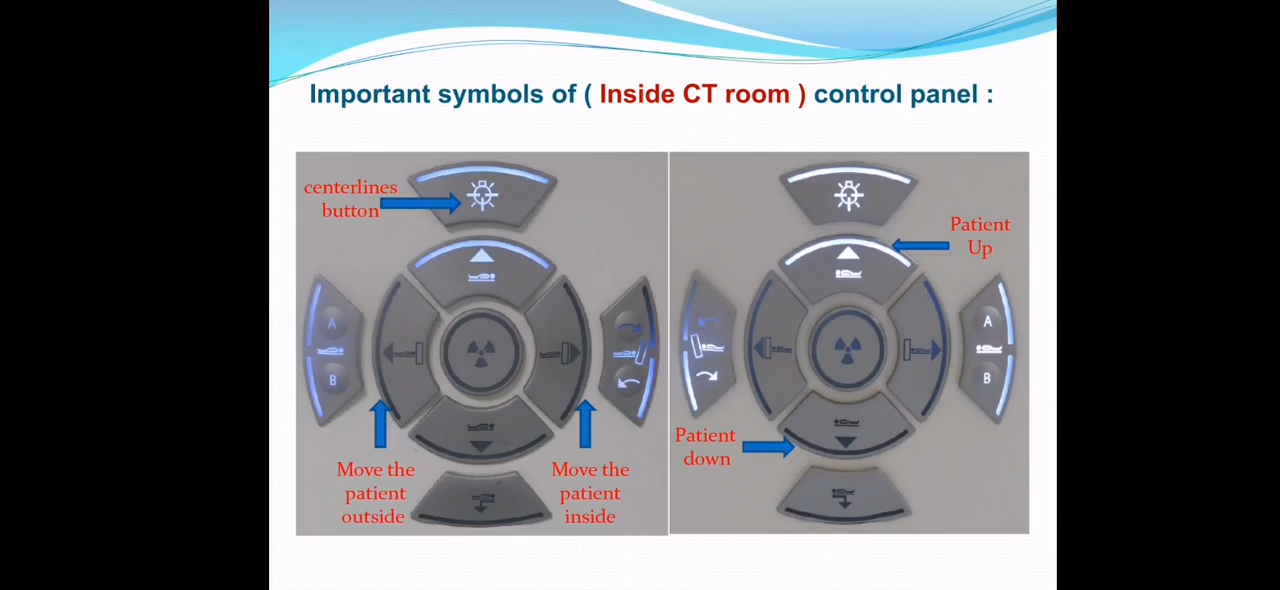 Important symbols of ( Inside CT room ) control panel :
centerlines
button
A
B
Move the
patient
outside
Move the
patient
inside
Patient
Up
A
B
Patient
down